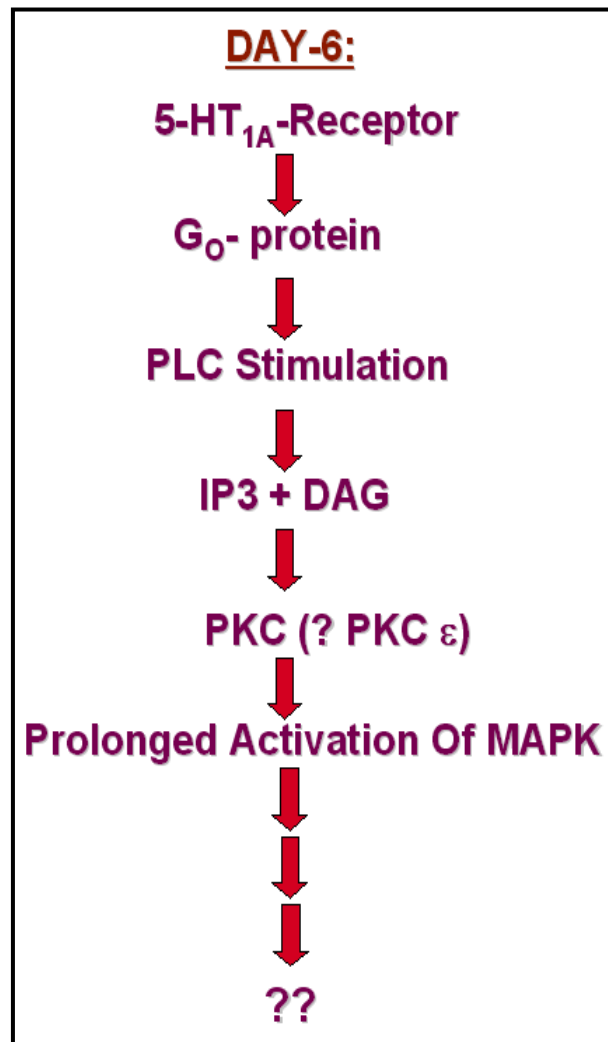 DAY-6:
5-HT1A-Receptor
GO- protein
PLC Stimulation
IP3 + DAG
PKC (? PKC ε)
Prolonged Activation Of MAPK
??